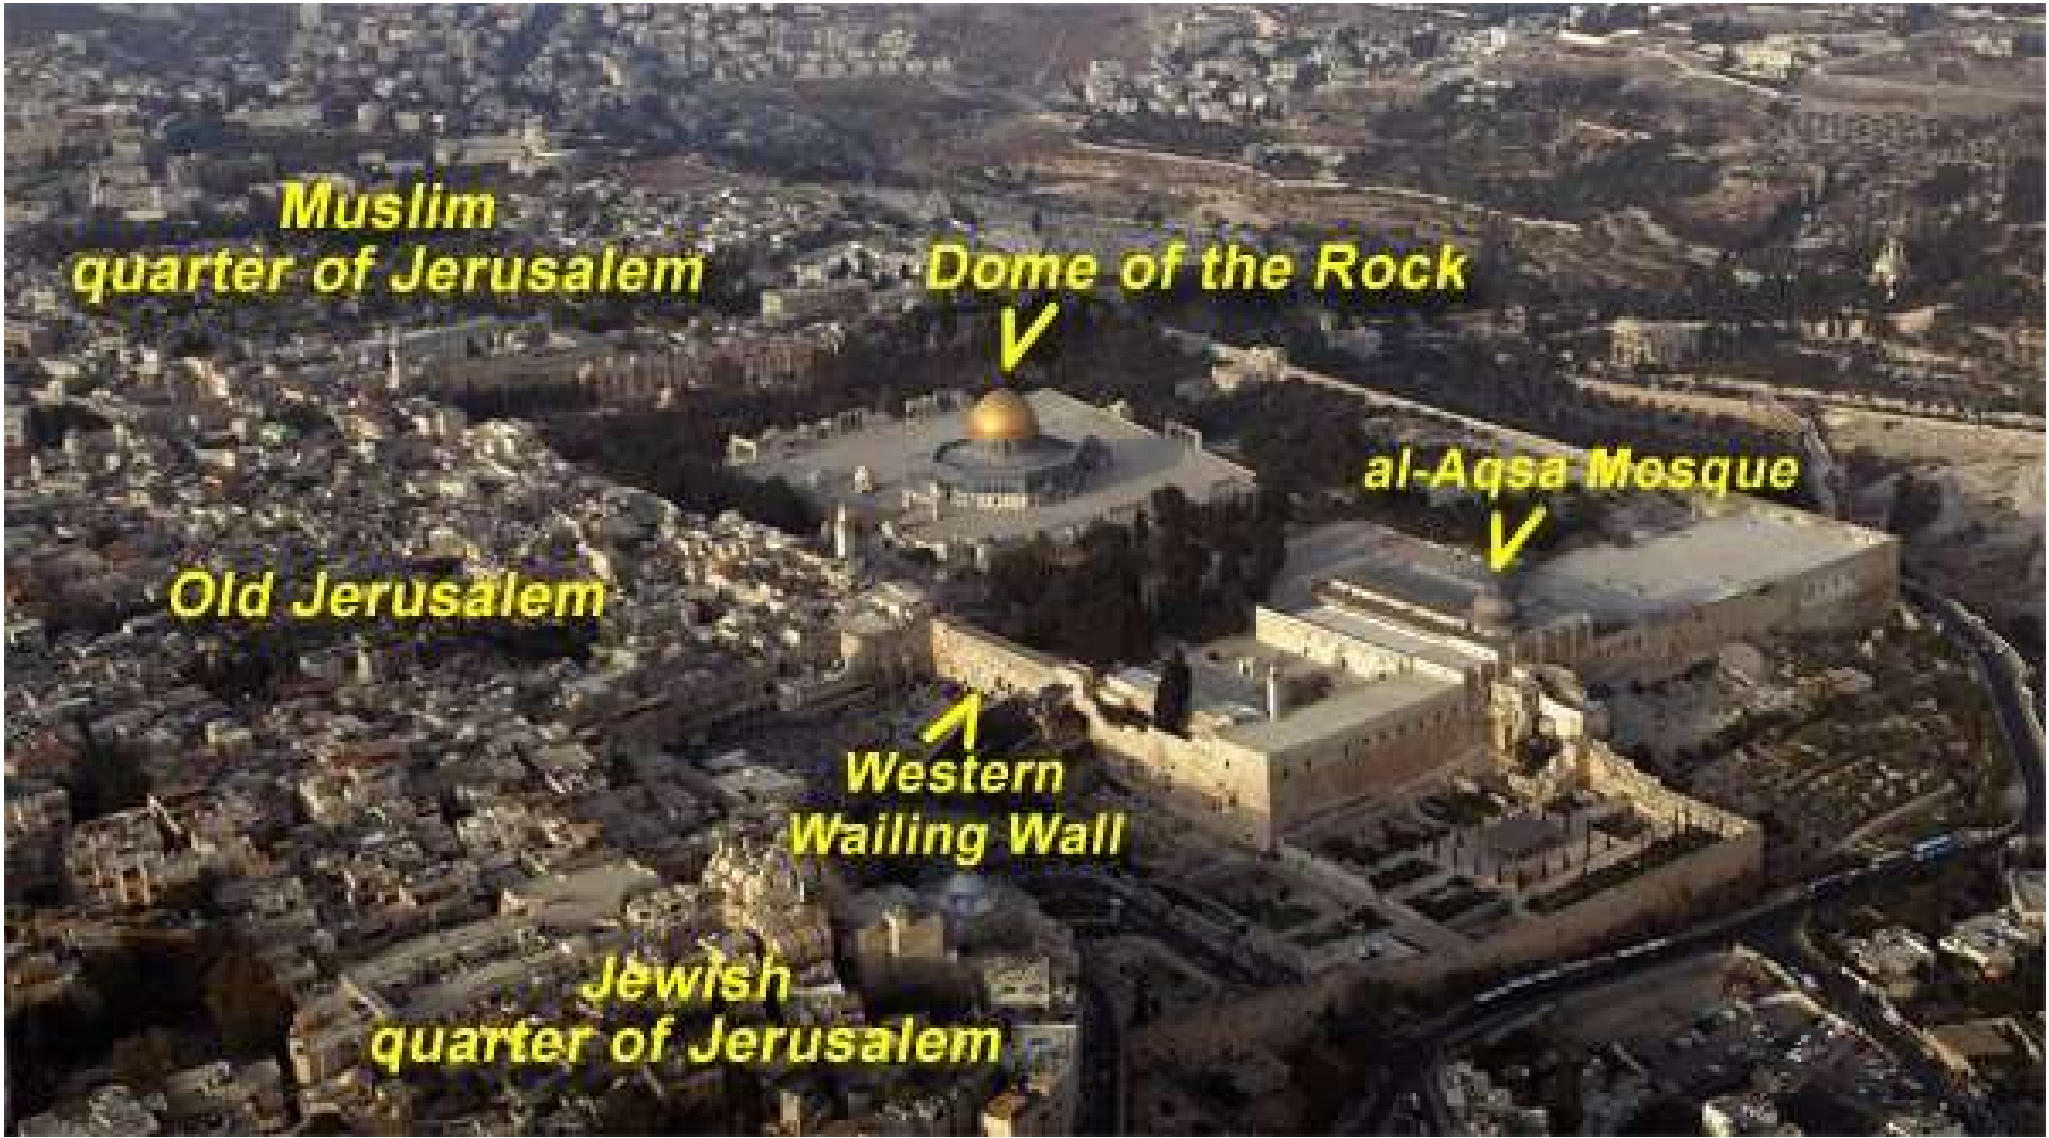 Muslim
quarter of Jerusalem
Dome of the Rock
al-Aqsa Mosque
Old Jerusalem
Western
Wailing Wall
Jewish
quarter of Jerusalem